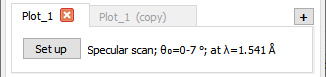 Plot_1 Plot_1 (copy) +
Set up Specular scan; θ₀=0-7 °; at λ=1.541 Å